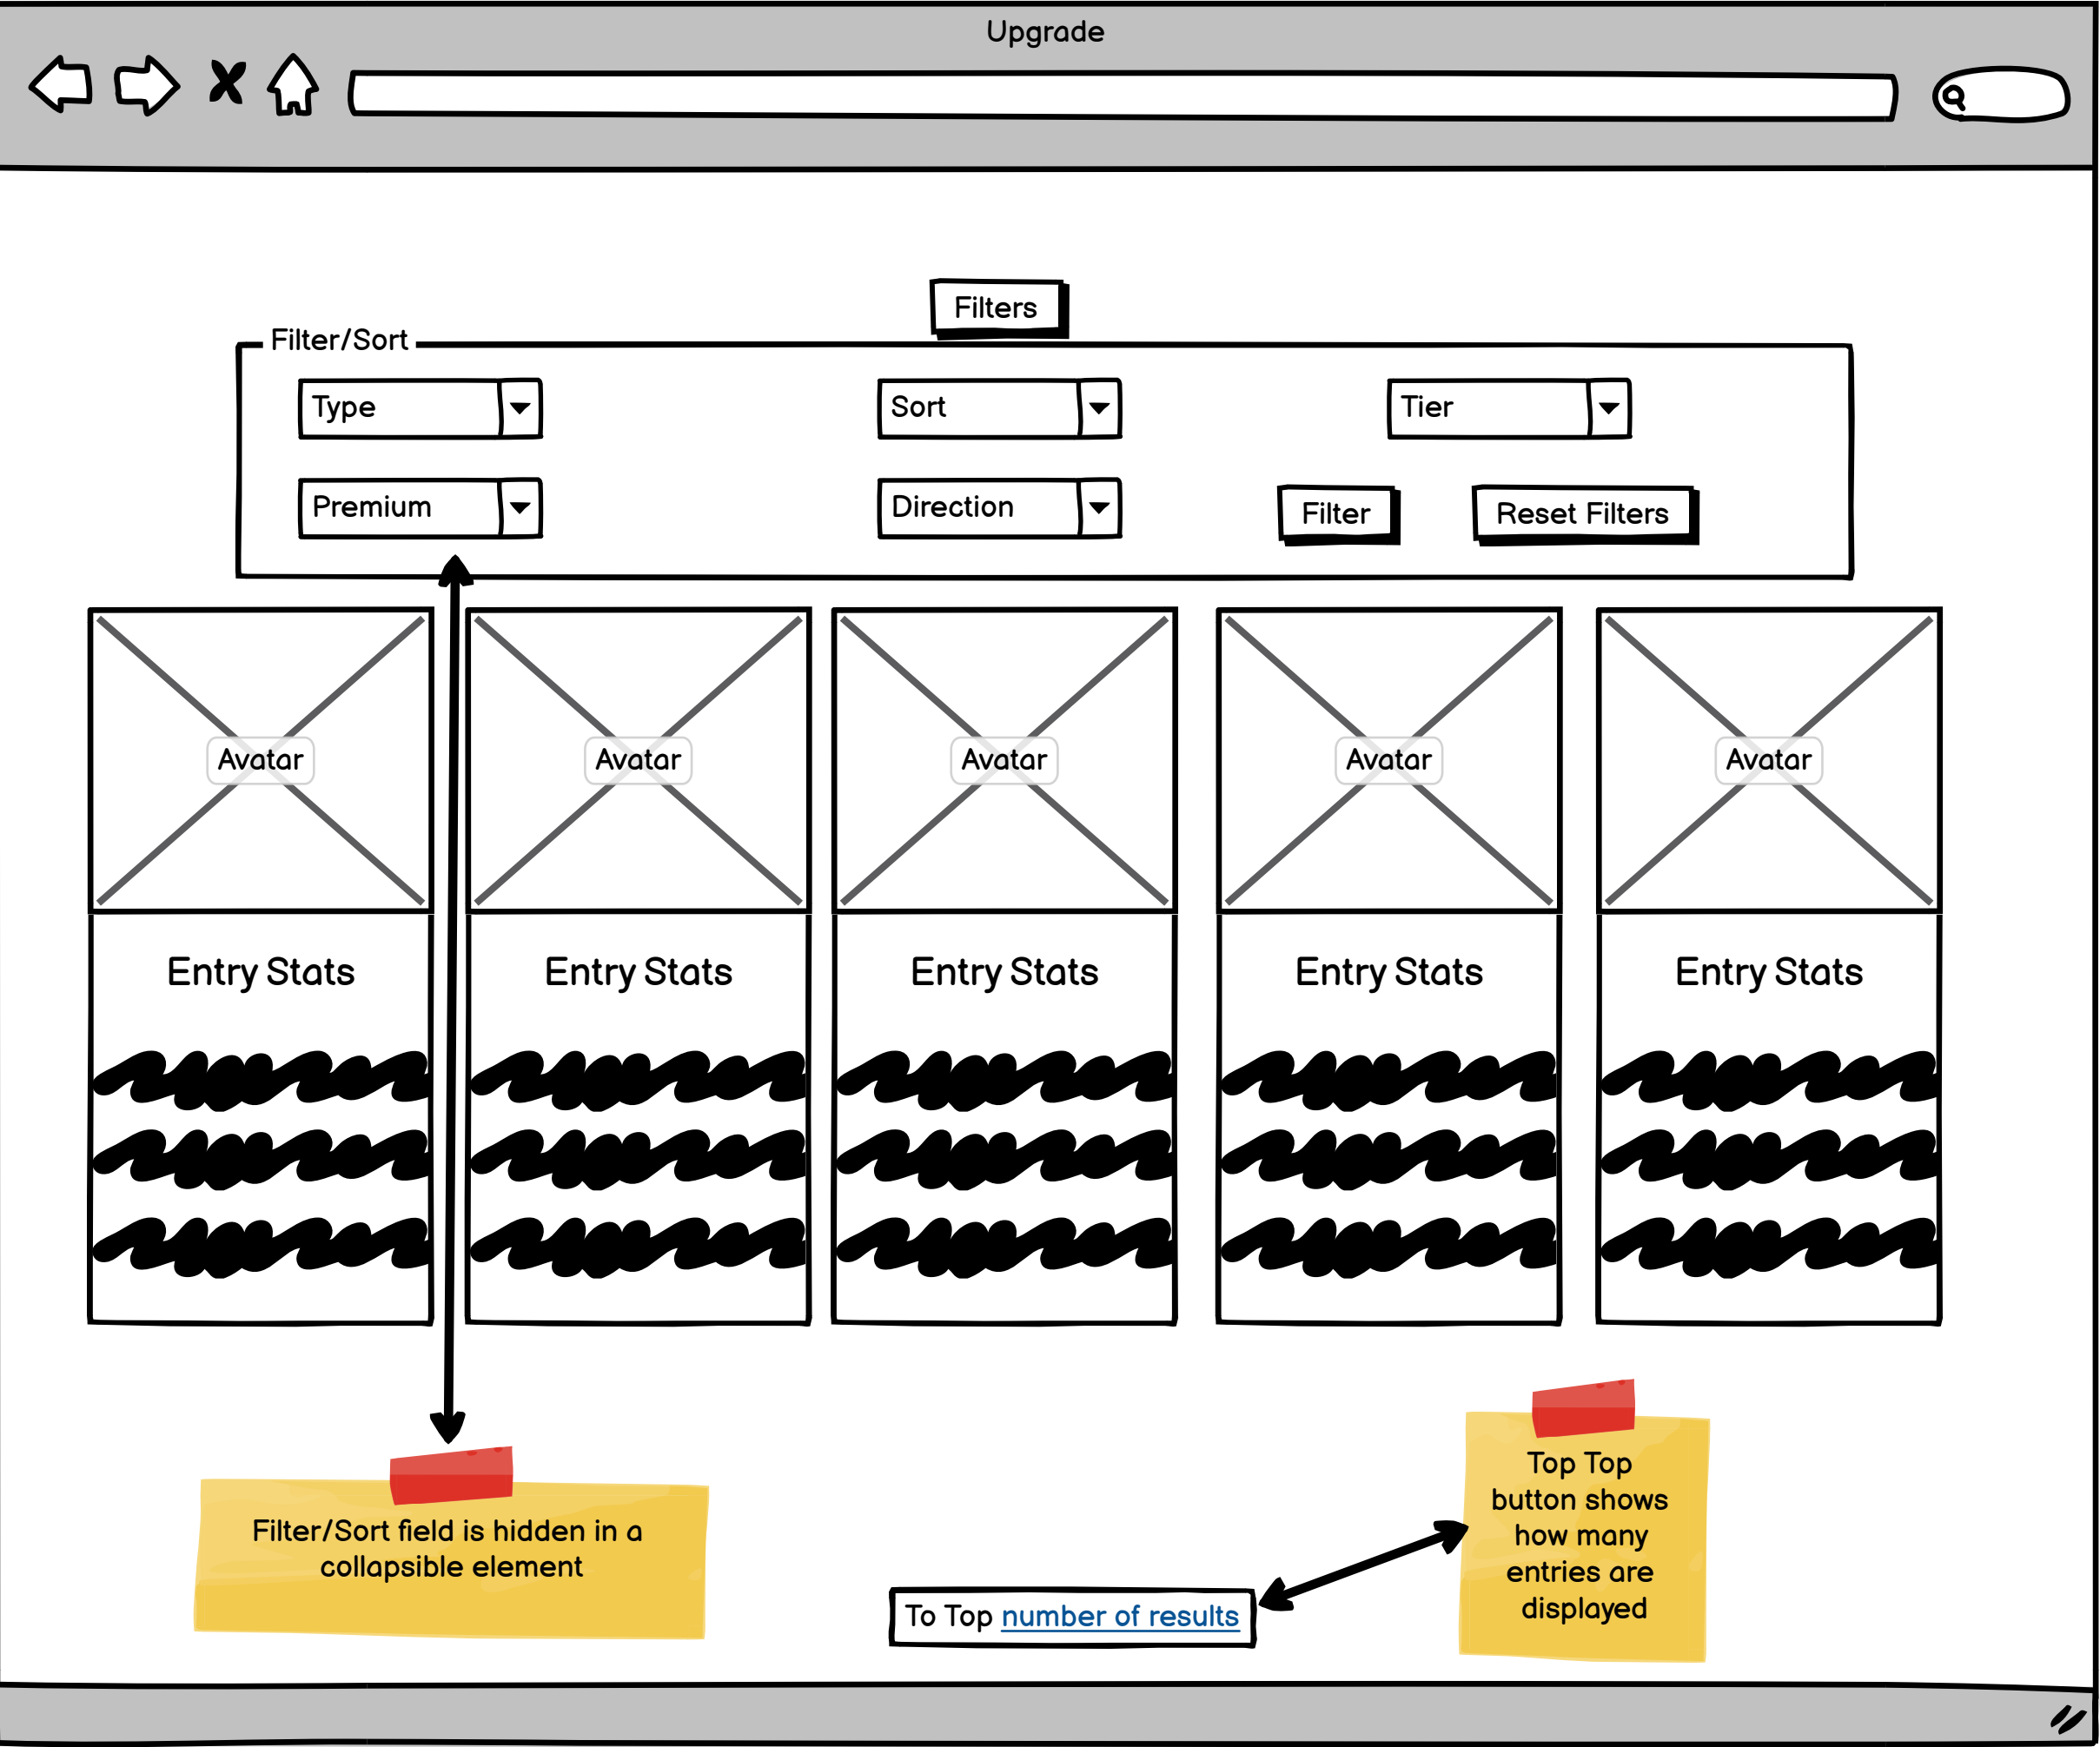 Upgrade
Filters
Filter/Sort
Type
Sort
Tier
Premium
Direction
Filter
Reset Filters
Avatar
Avatar
Avatar
Avatar
Avatar
Entry Stats
Entry Stats
Entry Stats
Entry Stats
Entry Stats
Filter/Sort field is hidden in a
collapsible element
To Top number of results
Top Top
button shows
how many
entries are
displayed